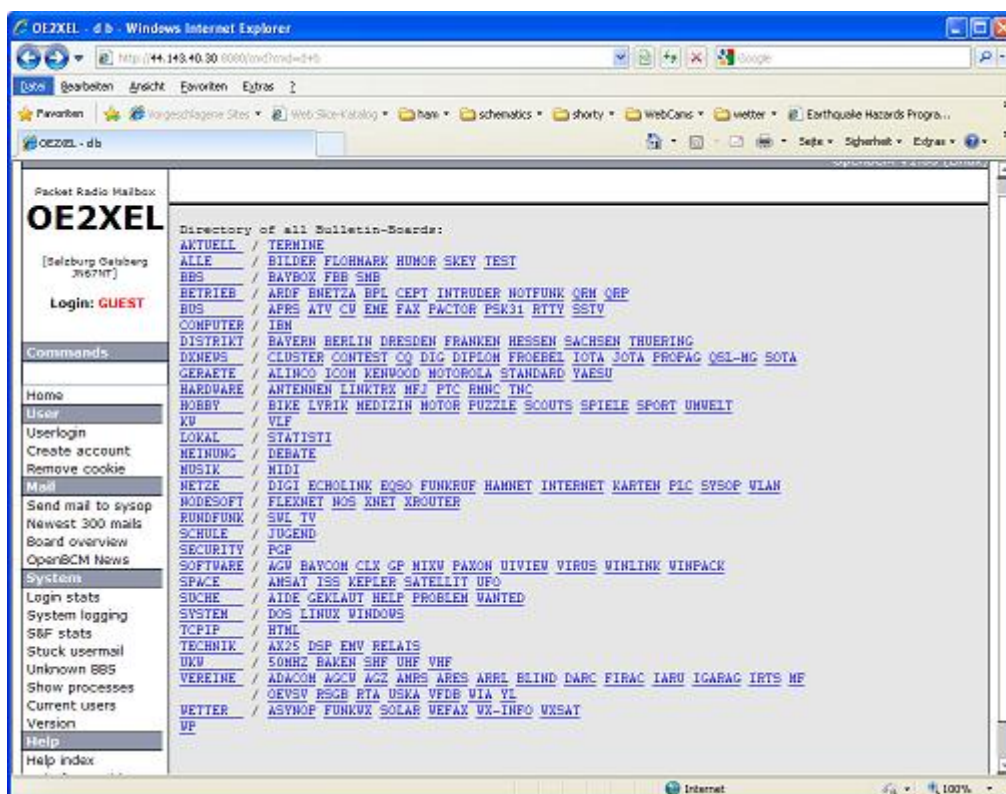 OE2XEL - d b - Windows Internet Explorer
http://44.143.40.30:8080/cmd?cmd=d+b
Google
Datei Bearbeiten Ansicht Favoriten Extras ?
Favoriten Vorgeschlagene Sites Web Slice-Katalog ham schematics shorty WebCams wetter Earthquake Hazards Progra...
OE2XEL - d b
Seite Sicherheit Extras
Packet Radio Mailbox
OE2XEL
[Salzburg Gaisberg
JN67NT]
Login: GUEST
Commands
Home
User
Userlogin
Create account
Remove cookie
Mail
Send mail to sysop
Newest 300 mails
Board overview
OpenBCM News
System
Login stats
System logging
S&F stats
Stuck usermail
Unknown BBS
Show processes
Current users
Version
Help
Help index
Directory of all Bulletin-Boards:
AKTUELL / TERMINE
ALLE / BILDER FLOHMARK HUMOR SKEY TEST
BBS / BAYBOX FBB SMB
BETRIEB / ARDF BNETZA BPL CEPT INTRUDER NOTFUNK QRM QRP
BUS / APRS ATV CW EME FAX PACTOR PSK31 RTTY SSTV
COMPUTER / IBM
DISTRIKT / BAYERN BERLIN DRESDEN FRANKEN HESSEN SACHSEN THUERING
DXNEWS / CLUSTER CONTEST CQ DIG DIPLOM FROEBEL IOTA JOTA PROPAG QSL-MG SOTA
GERAETE / ALINCO ICOM KENWOOD MOTOROLA STANDARD YAESU
HARDWARE / ANTENNEN LINKTRX MFJ PTC RMNC TNC
HOBBY / BIKE LYRIK MEDIZIN MOTOR PUZZLE SCOUTS SPIELE SPORT UMWELT
KW / VLF
LOKAL / STATISTI
MEINUNG / DEBATE
MUSIK / MIDI
NETZE / DIGI ECHOLINK EQSO FUNKRUF HAMNET INTERNET KARTEN PLC SYSOP WLAN
NODESOFT / FLEXNET NOS XNET XROUTER
RUNDFUNK / SWL TV
SCHULE / JUGEND
SECURITY / PGP
SOFTWARE / AGW BAYCOM CLX GP MIXW PAXON UIVIEW VIRUS WINLINK WINPACK
SPACE / AMSAT ISS KEPLER SATELLIT UFO
SUCHE / AIDE GEKLAUT HELP PROBLEM WANTED
SYSTEM / DOS LINUX WINDOWS
TCPIP / HTML
TECHNIK / AX25 DSP EMV RELAIS
UKW / 50MHZ BAKEN SHF UHF VHF
VEREINE / ADACOM AGCW AGZ AMRS ARES ARRL BLIND DARC FIRAC IARU IGARAG IRTS MF
/ OEVSV RSGB RTA USKA VFDB WIA YL
WETTER / ASYNOP FUNKWX SOLAR WEFAX WX-INFO WXSAT
WP
Internet
100%